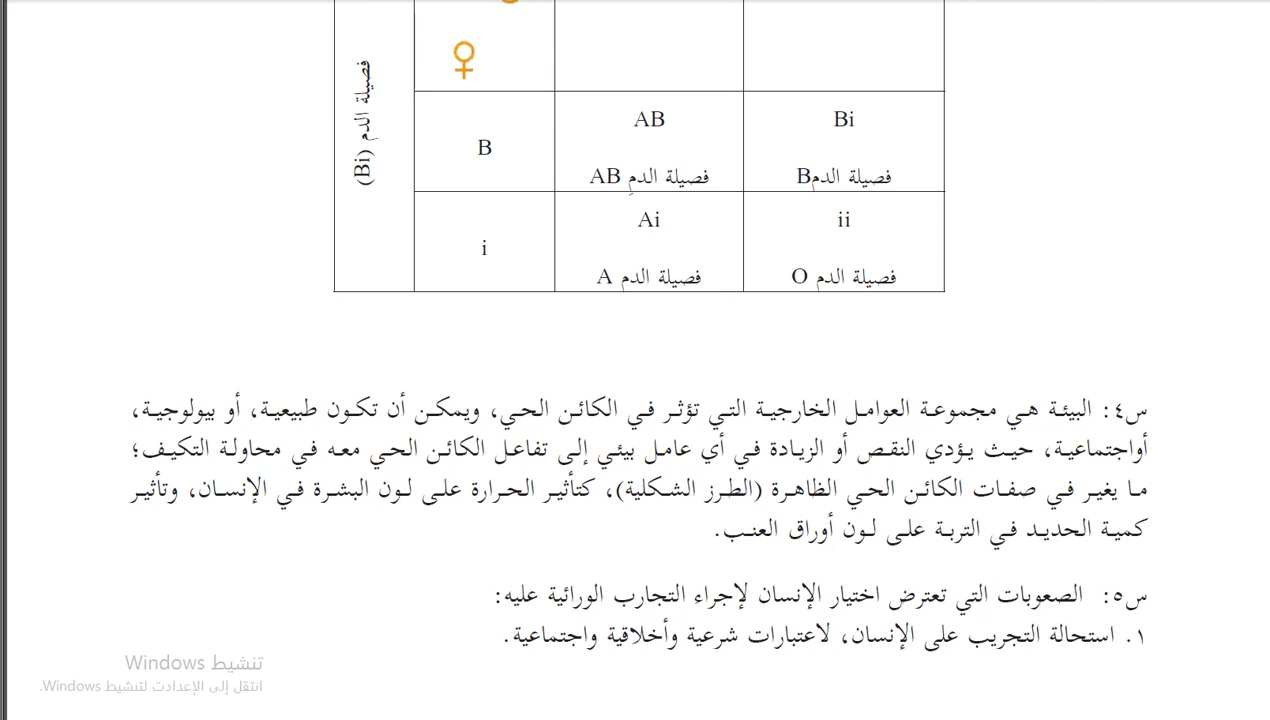 فصيلة الدم (Bi)
♀
B
AB
Bi
فصيلة الدمِ AB
فصيلة الدمB
i
Ai
ii
فصيلة الدم A
فصيلة الدم O
س٤: البيئة هي مجموعة العوامل الخارجية التي تؤثر في الكائن الحي، ويمكن أن تكون طبيعية، أو بيولوجية،
أواجتماعية، حيث يؤدي النقص أو الزيادة في أي عامل بيئي إلى تفاعل الكائن الحي معه في محاولة التكيف؛
ما يغير في صفات الكائن الحي الظاهرة (الطرز الشكلية)، كتأثير الحرارة على لون البشرة في الإنسان، وتأثير
كمية الحديد في التربة على لون أوراق العنب.
س٥: الصعوبات التي تعترض اختيار الإنسان لإجراء التجارب الوراثية عليه:
١. استحالة التجريب على الإنسان، لاعتبارات شرعية وأخلاقية واجتماعية.
تنشيط Windows
انتقل إلى الإعدادت لتنشيط Windows.